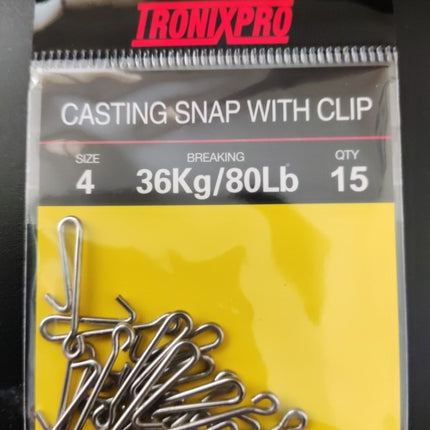 TRONIXPRO
CASTING SNAP WITH CLIP
SIZE BREAKING QTY
4 36Kg/80Lb 15